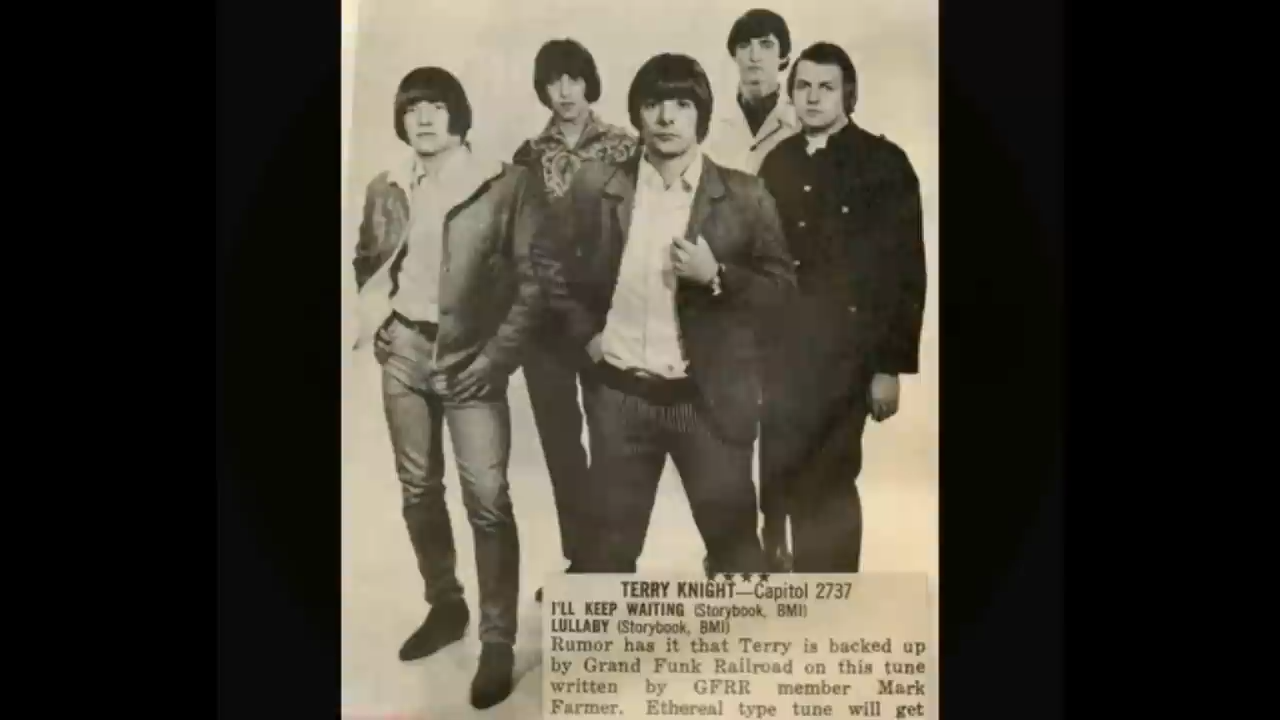 ★★★★
TERRY KNIGHT—Capitol 2737
I'LL KEEP WAITING (Storybook, BMI)
LULLABY (Storybook, BMI)
Rumor has it that Terry is backed up
by Grand Funk Railroad on this tune
written by GFRR member Mark
Farmer. Ethereal type tune will get